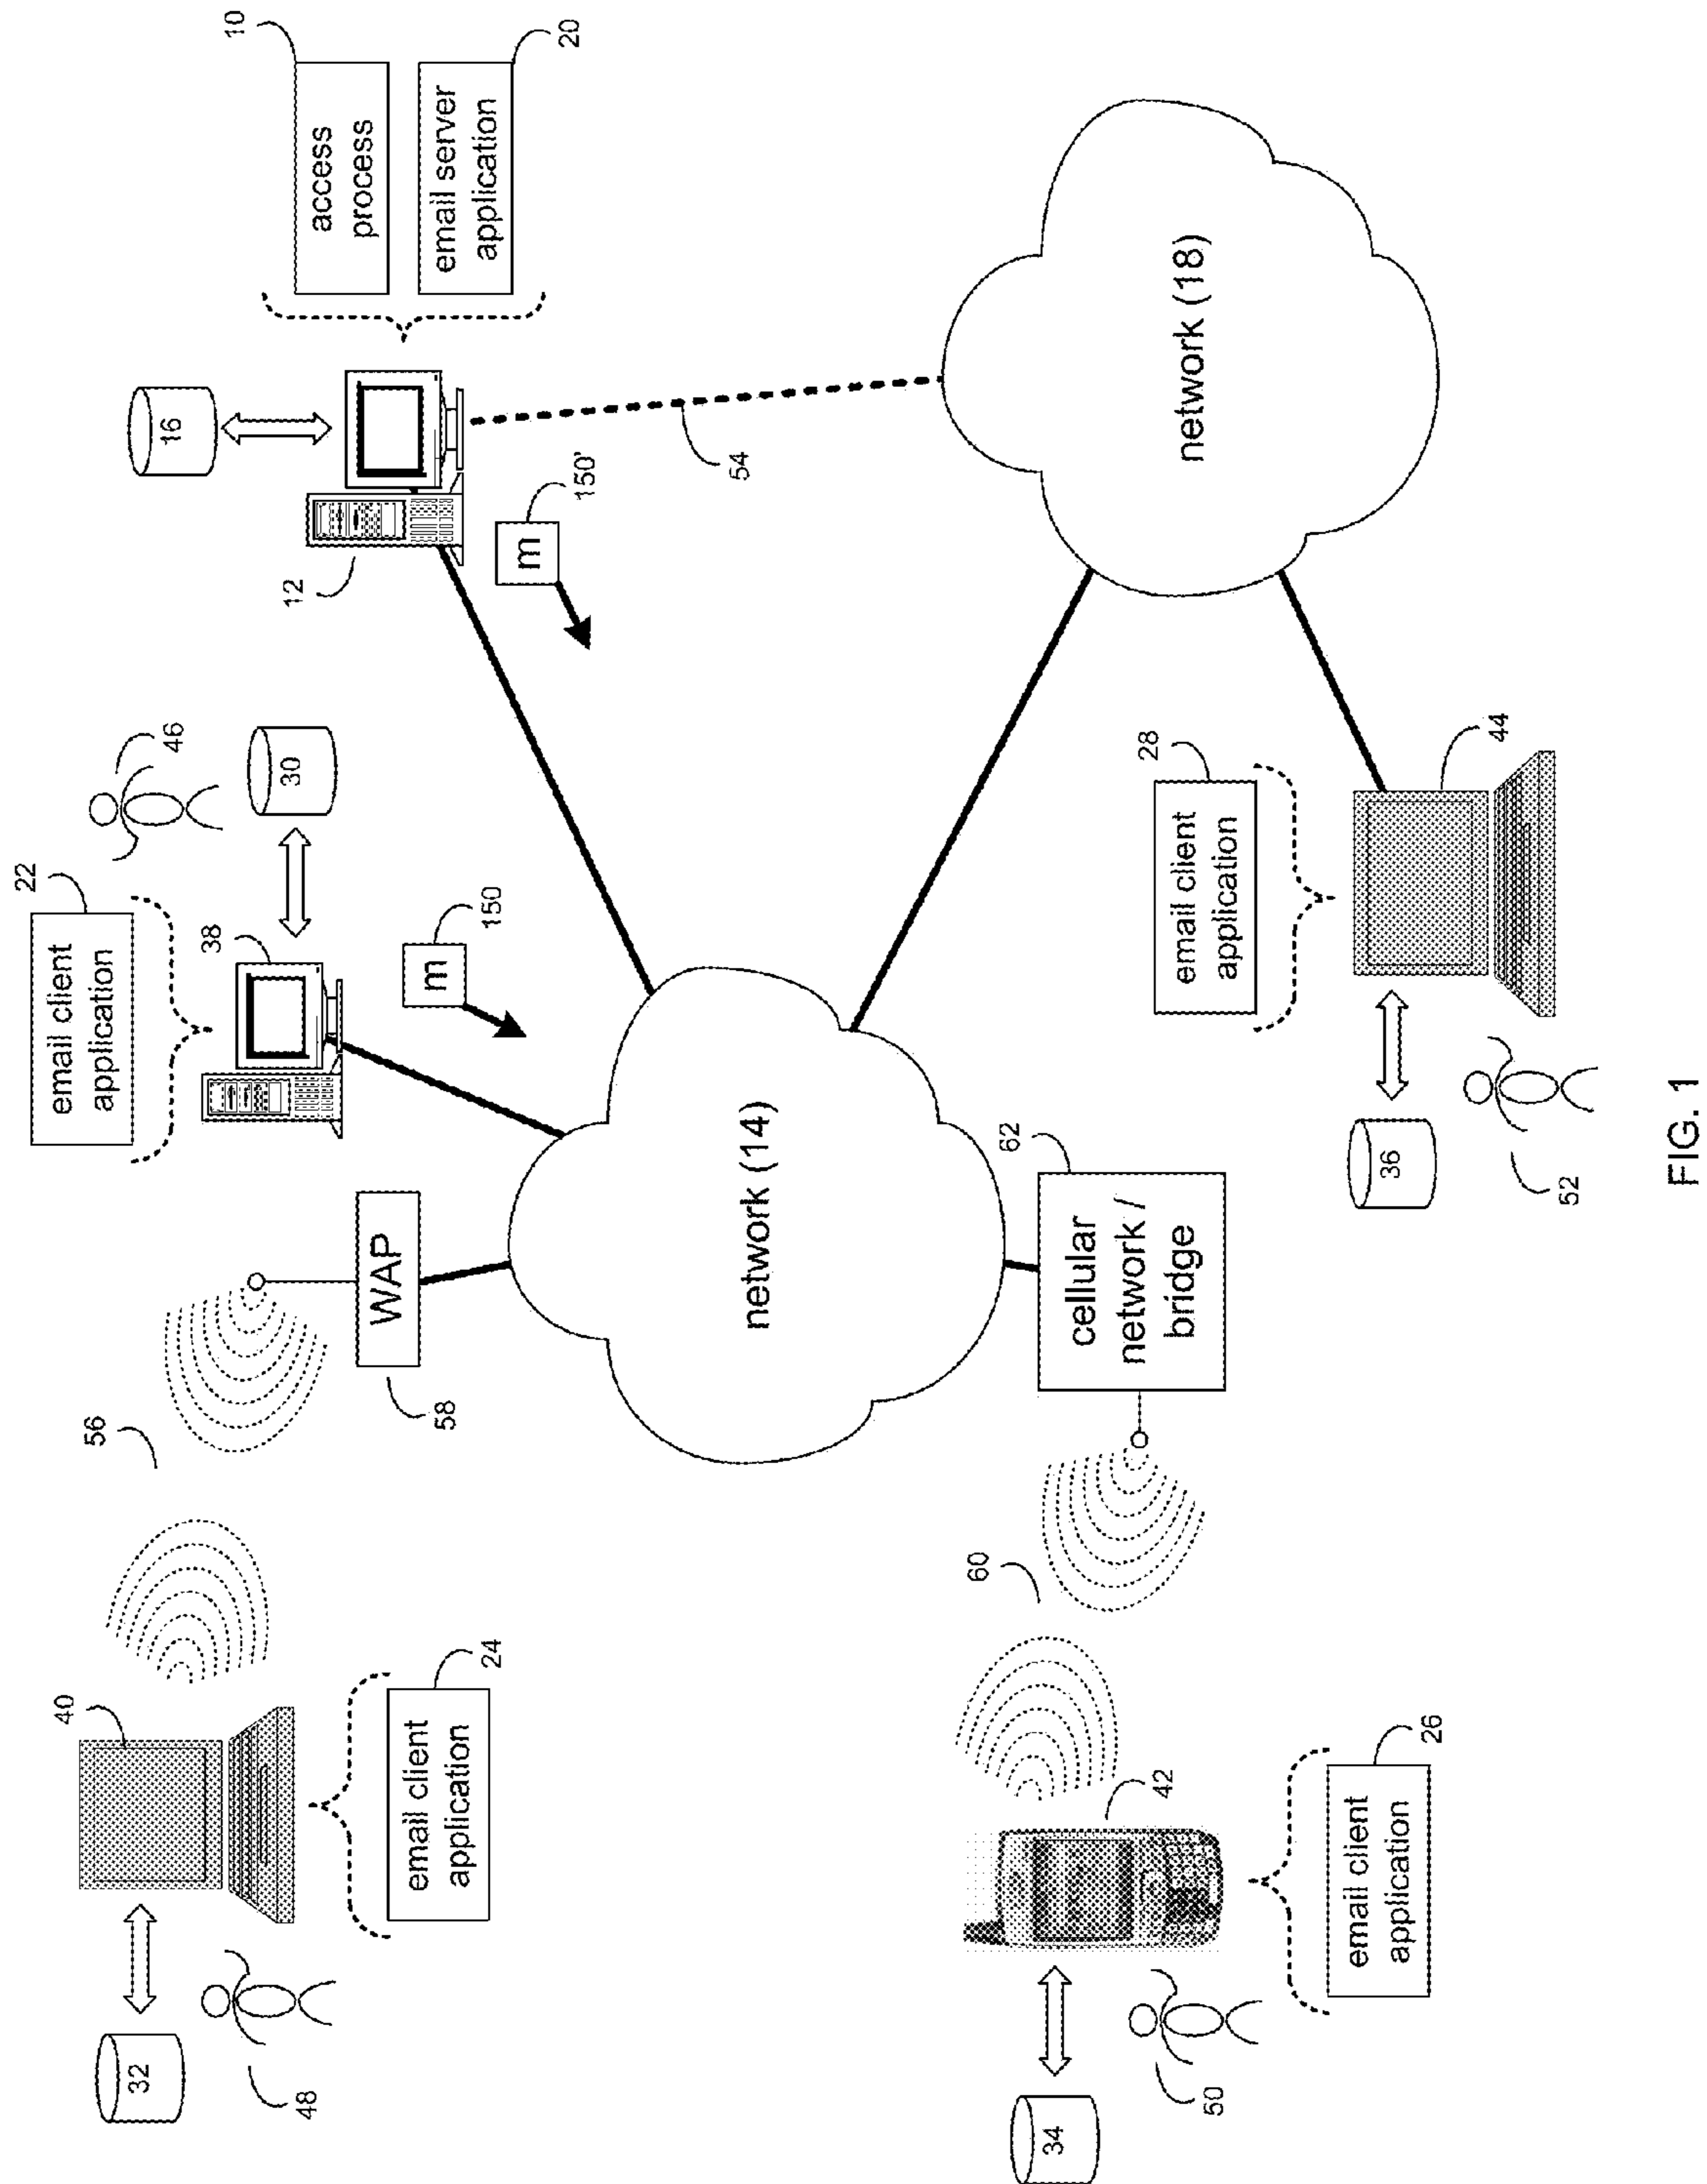 22
email client
application
40
56
46
10
32
16
access
process
30
38
12
48
WAP
email client
application
24
58
m
150
email server
application
20
m
150'
54
network (14)
60
62
cellular
network /
bridge
28
email client
application
network (18)
34
42
50
26
email client
application
36
44
52
FIG. 1